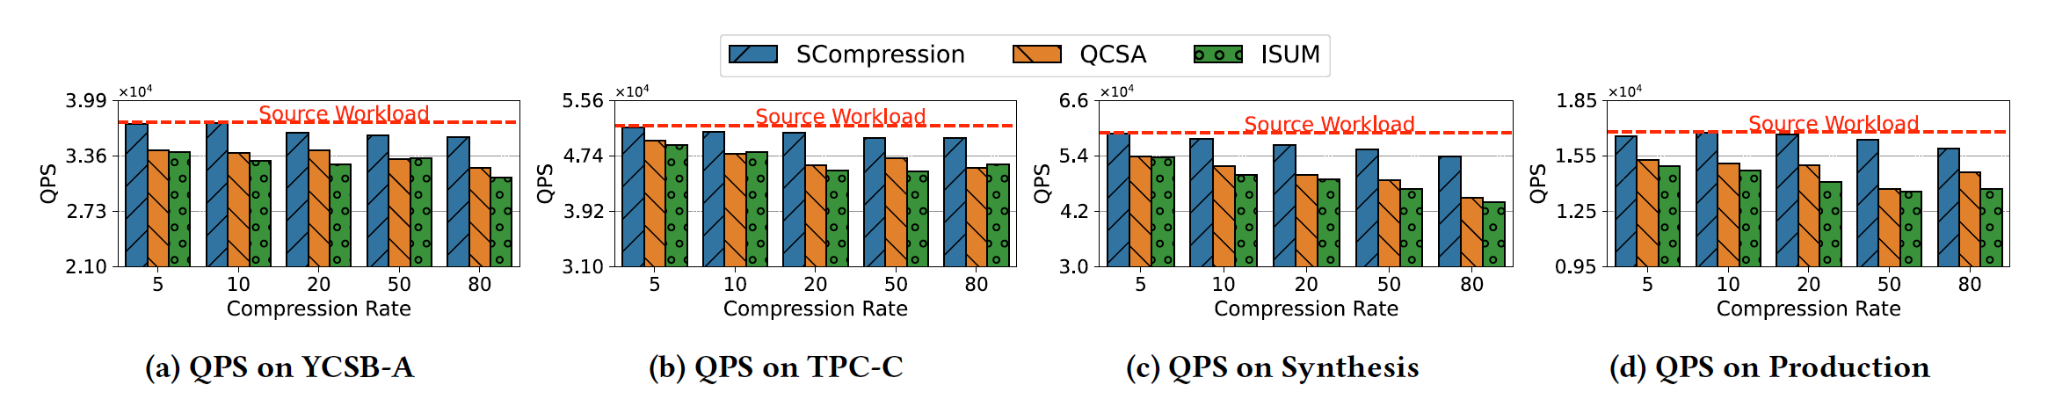 SCompression QCSA ISUM
×10⁴
3.99
3.36
2.73
2.10
QPS
Source Workload
5 10 20 50 80
Compression Rate
(a) QPS on YCSB-A
×10⁴
5.56
4.74
3.92
3.10
QPS
Source Workload
5 10 20 50 80
Compression Rate
(b) QPS on TPC-C
×10⁴
6.6
5.4
4.2
3.0
QPS
Source Workload
5 10 20 50 80
Compression Rate
(c) QPS on Synthesis
×10⁴
1.85
1.55
1.25
0.95
QPS
Source Workload
5 10 20 50 80
Compression Rate
(d) QPS on Production